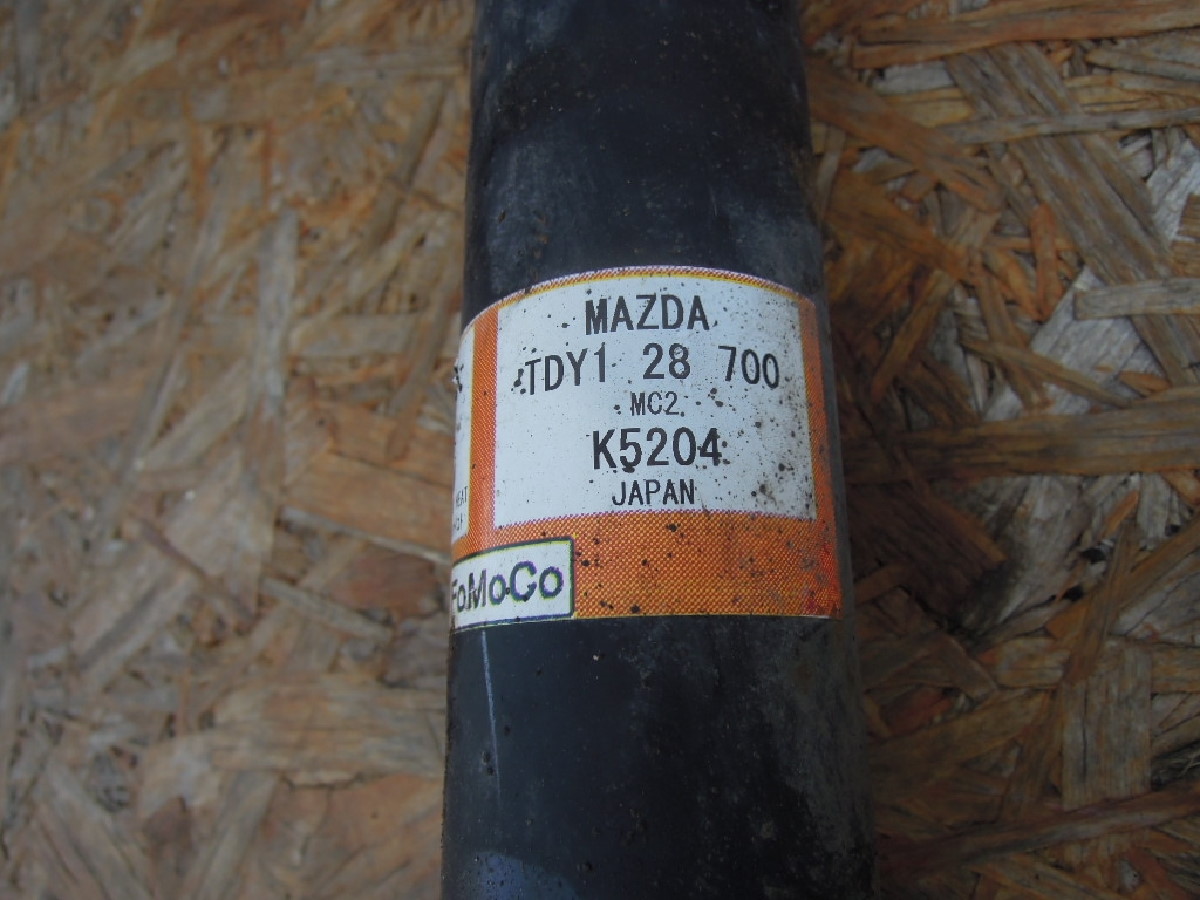 MAZDA
TDY1 28 700
MC2
K5204
JAPAN
FoMoCo